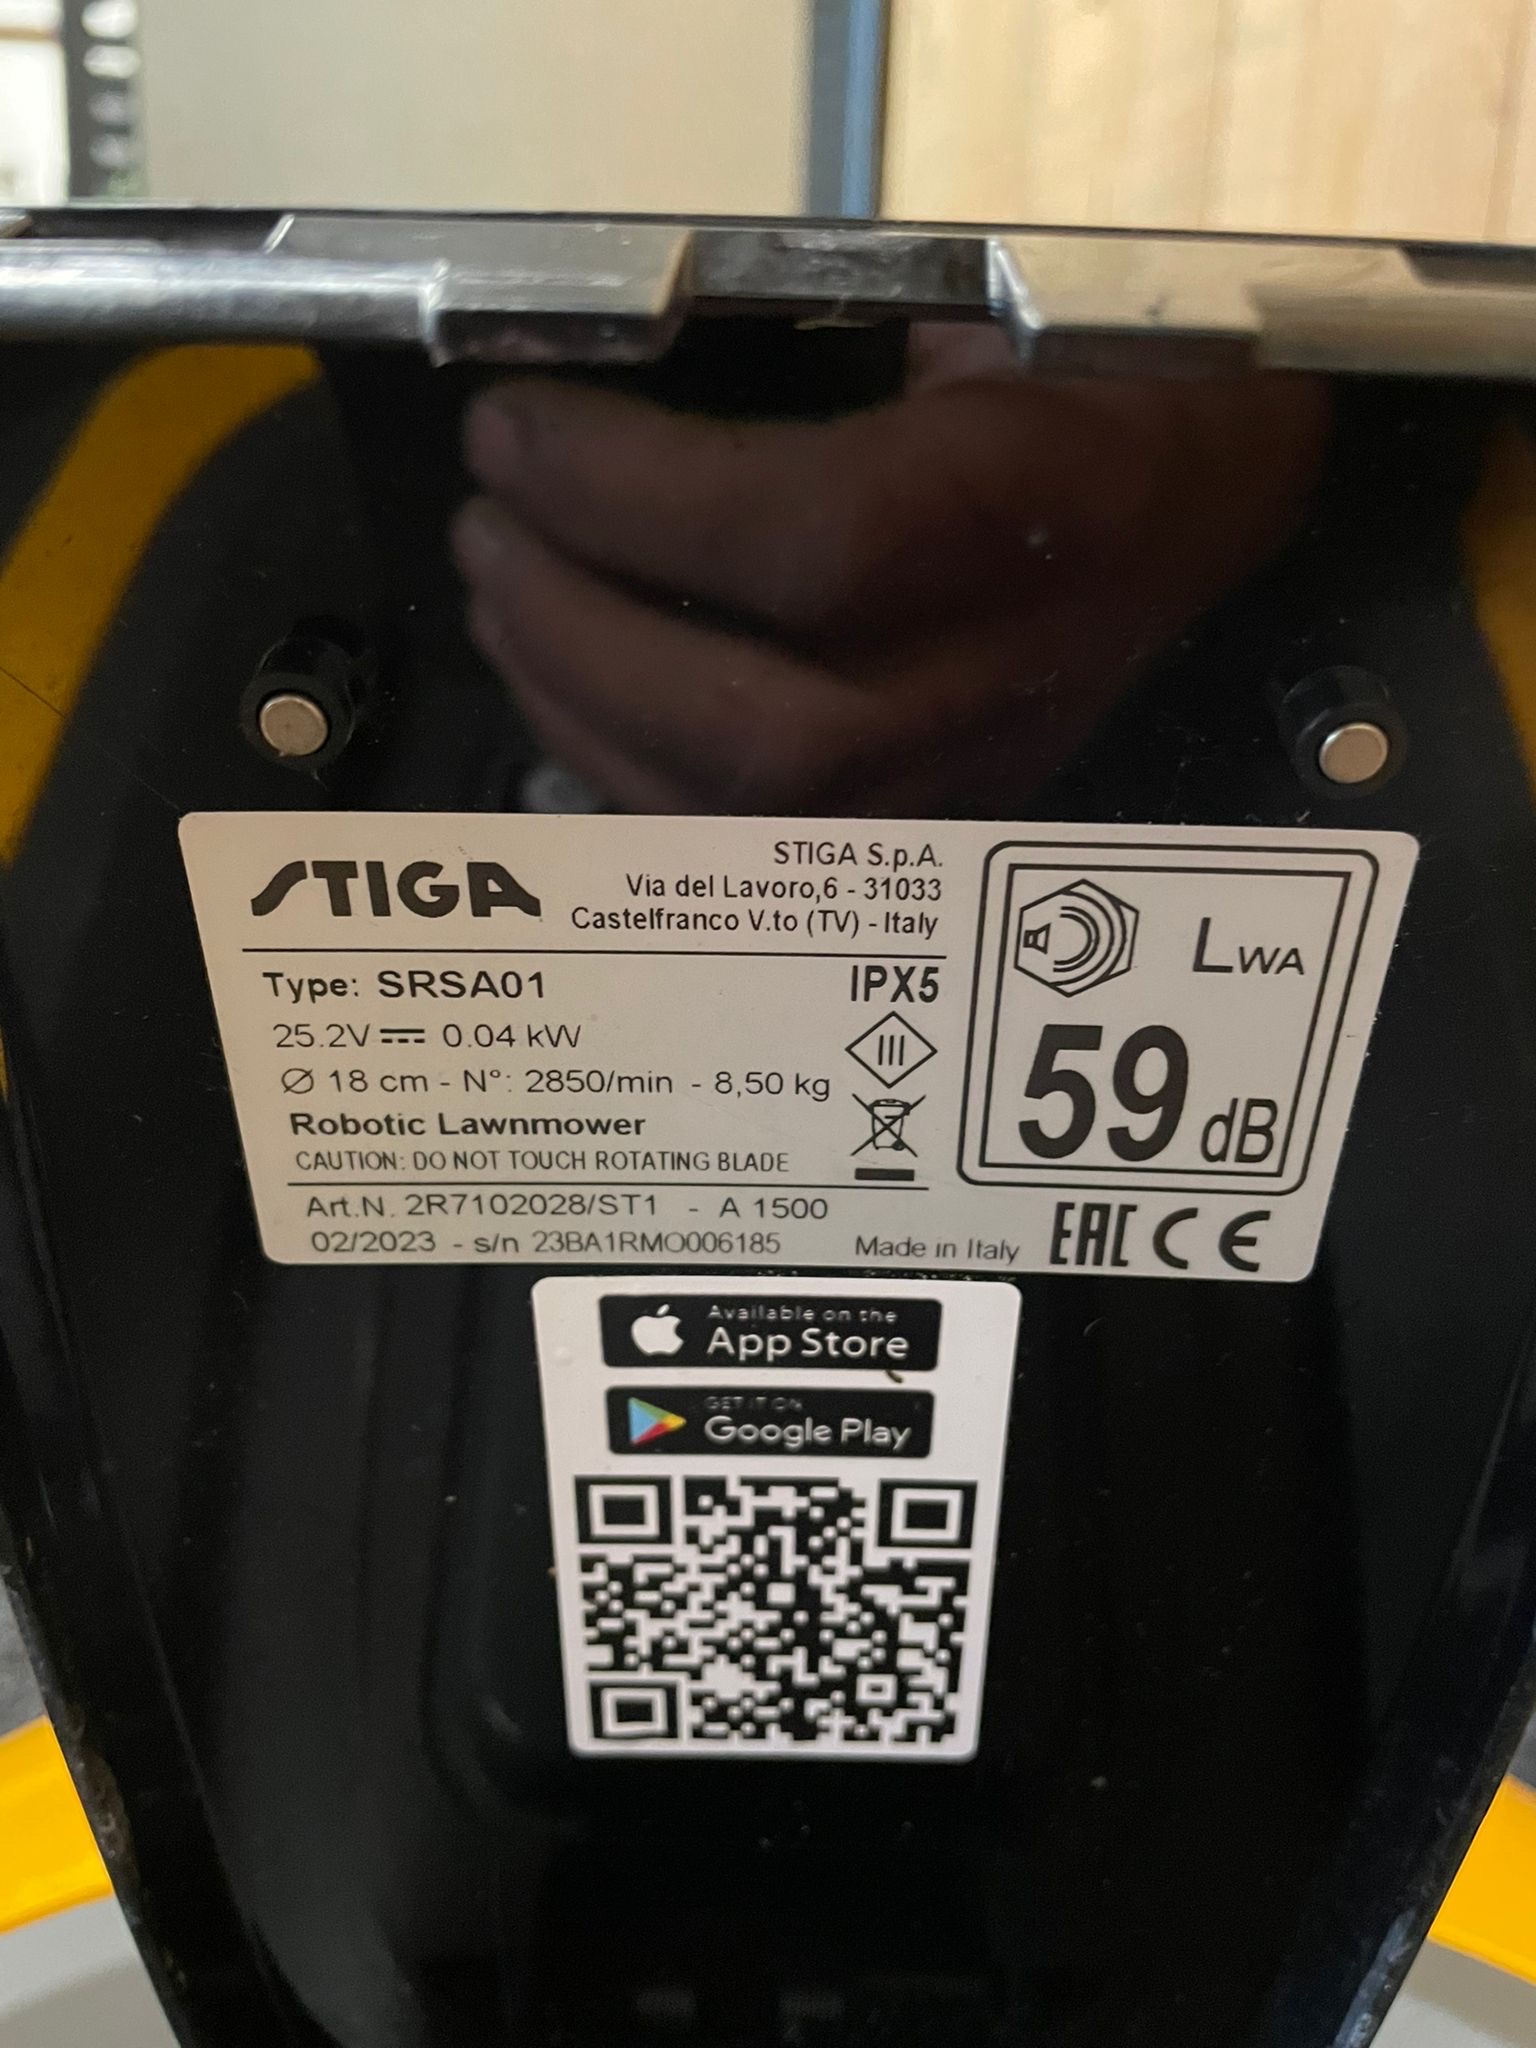 STIGA
STIGA S.p.A.
Via del Lavoro,6 - 31033
Castelfranco V.to (TV) - Italy
Type: SRSA01
IPX5
25.2V 0.04 kW
III
Ø 18 cm - N°: 2850/min - 8,50 kg
Robotic Lawnmower
CAUTION: DO NOT TOUCH ROTATING BLADE
Art.N. 2R7102028/ST1 - A 1500
02/2023 - s/n 23BA1RMO006185
Made in Italy
LWA
59 dB
EAC CE
Available on the
App Store
GET IT ON
Google Play